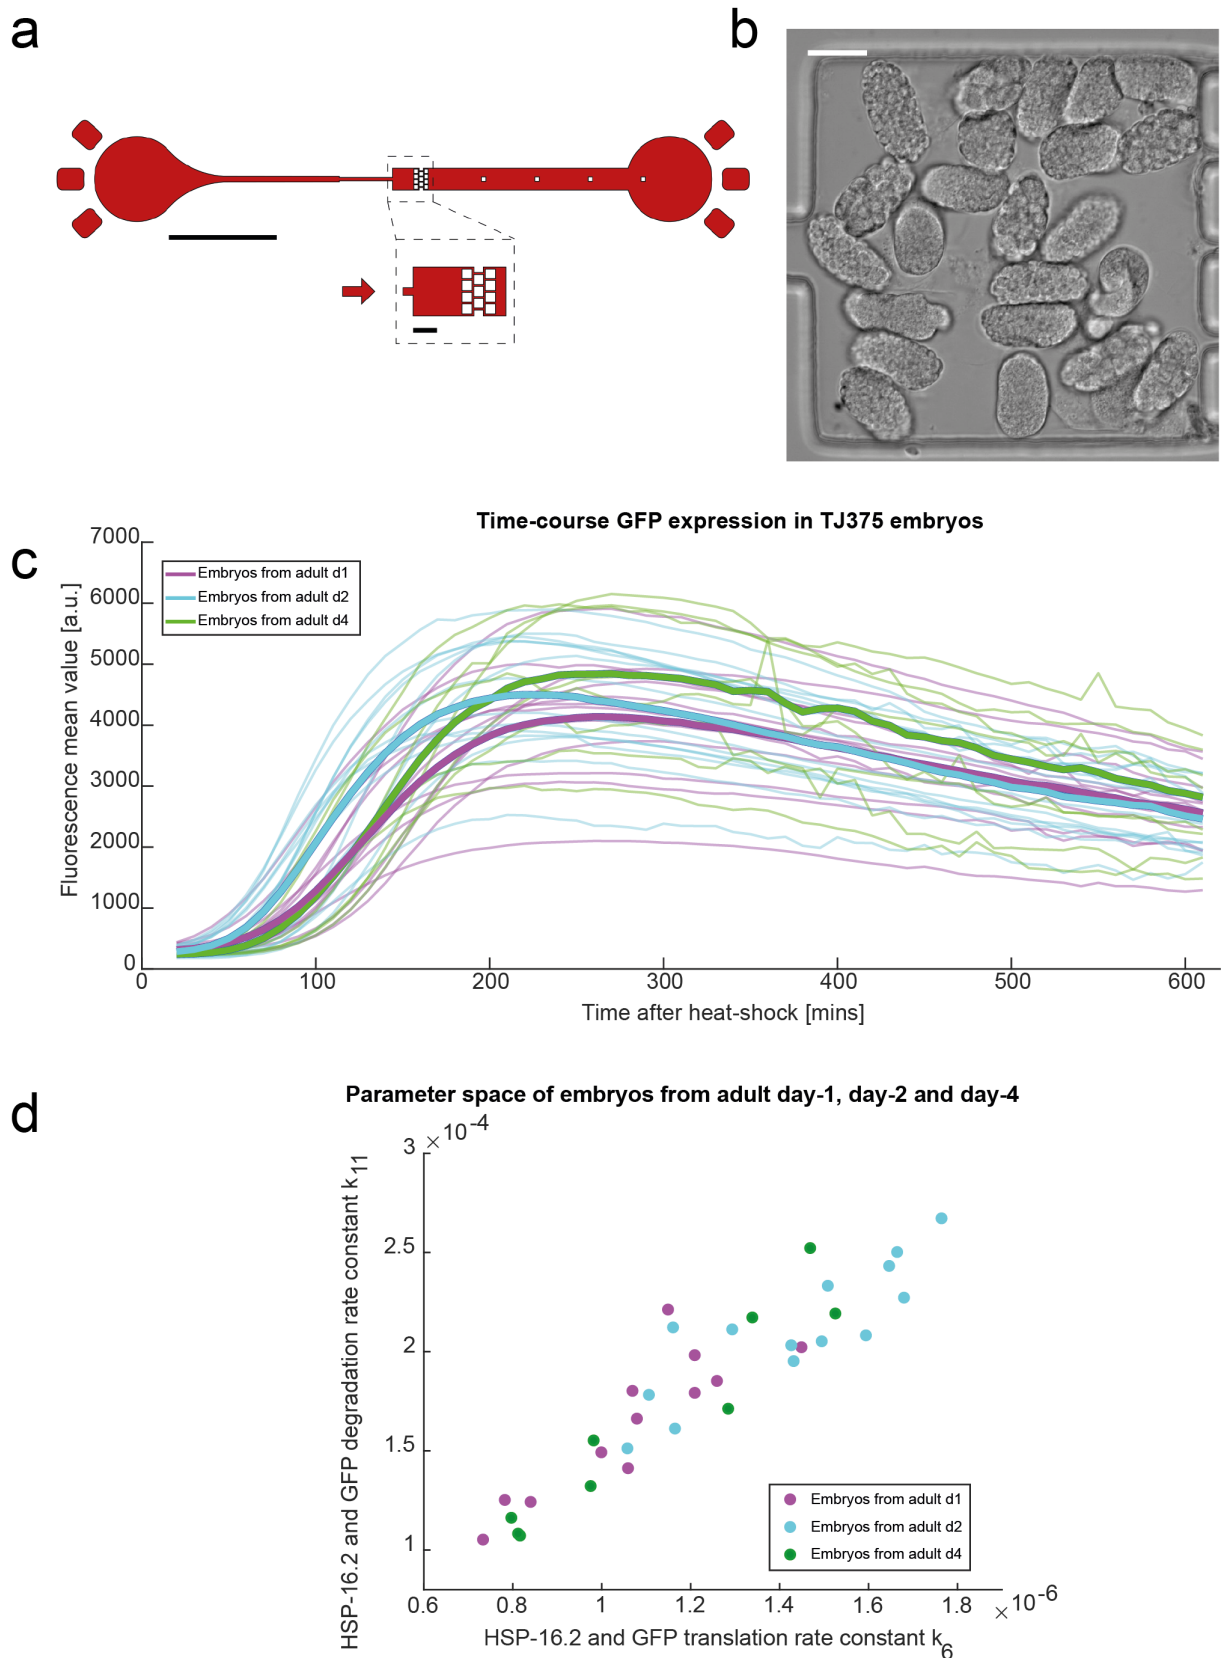 a
b
c
Time-course GFP expression in TJ375 embryos
Fluorescence mean value [a.u.]
7000
6000
5000
4000
3000
2000
1000
0
Embryos from adult d1
Embryos from adult d2
Embryos from adult d4
0 100 200 300 400 500 600
Time after heat-shock [mins]
d
Parameter space of embryos from adult day-1, day-2 and day-4
HSP-16.2 and GFP degradation rate constant k11
3 ×10-4
2.5
2
1.5
1
Embryos from adult d1
Embryos from adult d2
Embryos from adult d4
0.6 0.8 1 1.2 1.4 1.6 1.8 ×10-6
HSP-16.2 and GFP translation rate constant k6